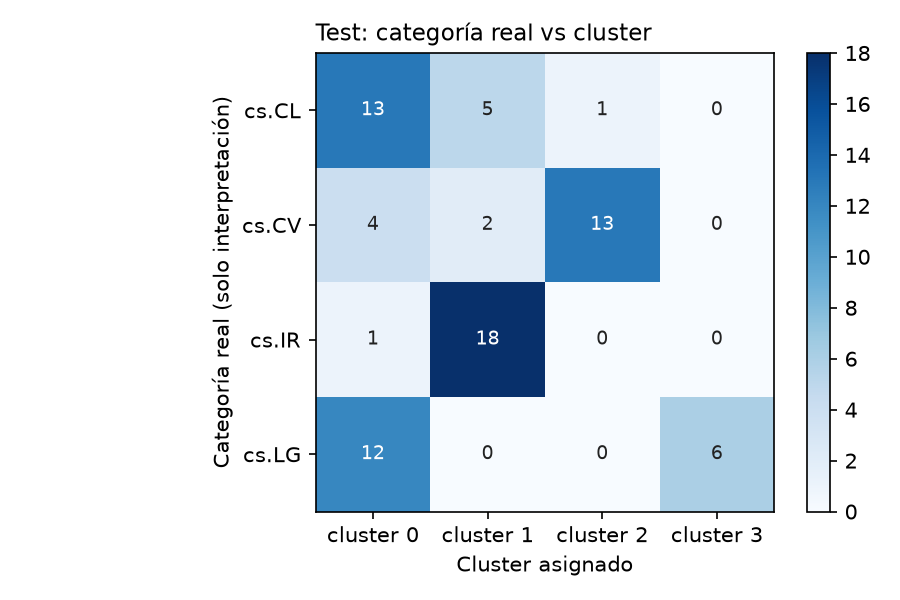 Test: categoría real vs cluster
Categoría real (solo interpretación)
cs.CL 13 5 1 0
cs.CV 4 2 13 0
cs.IR 1 18 0 0
cs.LG 12 0 0 6
cluster 0 cluster 1 cluster 2 cluster 3
Cluster asignado
18
16
14
12
10
8
6
4
2
0